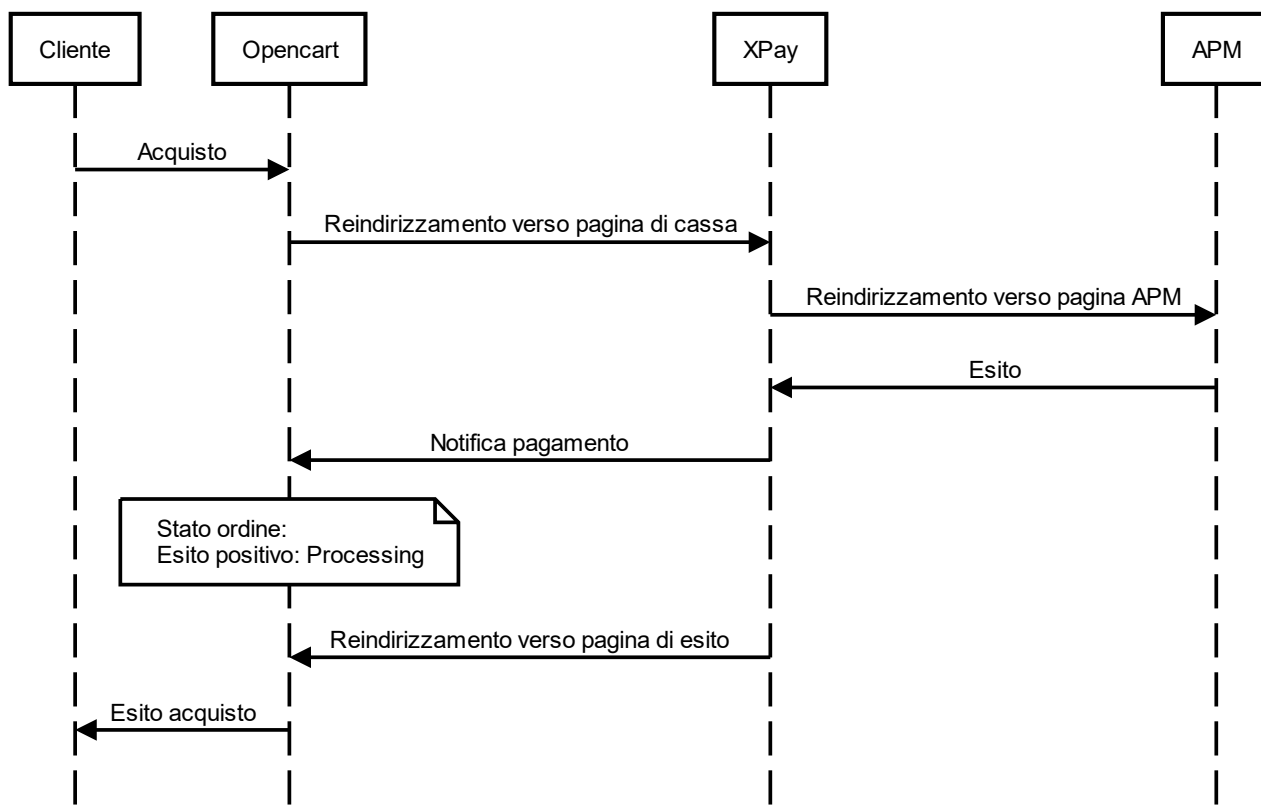 Cliente
Opencart
XPay
APM
Acquisto
Reindirizzamento verso pagina di cassa
Reindirizzamento verso pagina APM
Esito
Notifica pagamento
Stato ordine:
Esito positivo: Processing
Reindirizzamento verso pagina di esito
Esito acquisto